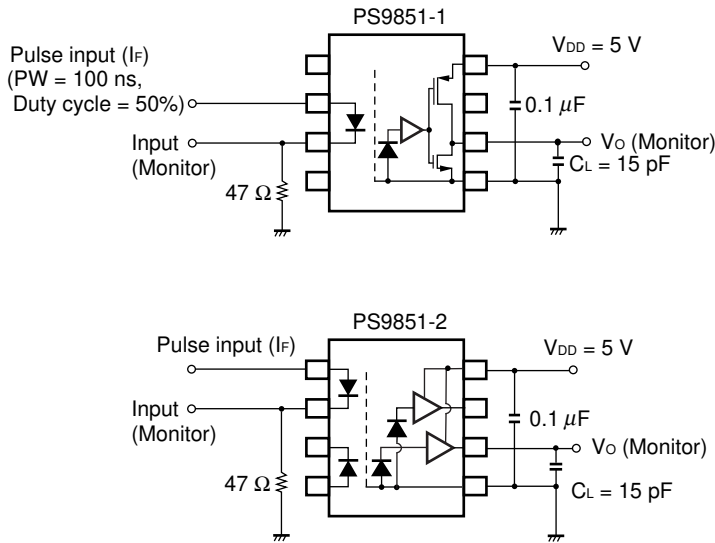 PS9851-1
Pulse input (IF)
(PW = 100 ns,
Duty cycle = 50%)
Input
(Monitor)
47 Ω
VDD = 5 V
0.1 μF
VO (Monitor)
CL = 15 pF
PS9851-2
Pulse input (IF)
Input
(Monitor)
47 Ω
VDD = 5 V
0.1 μF
VO (Monitor)
CL = 15 pF